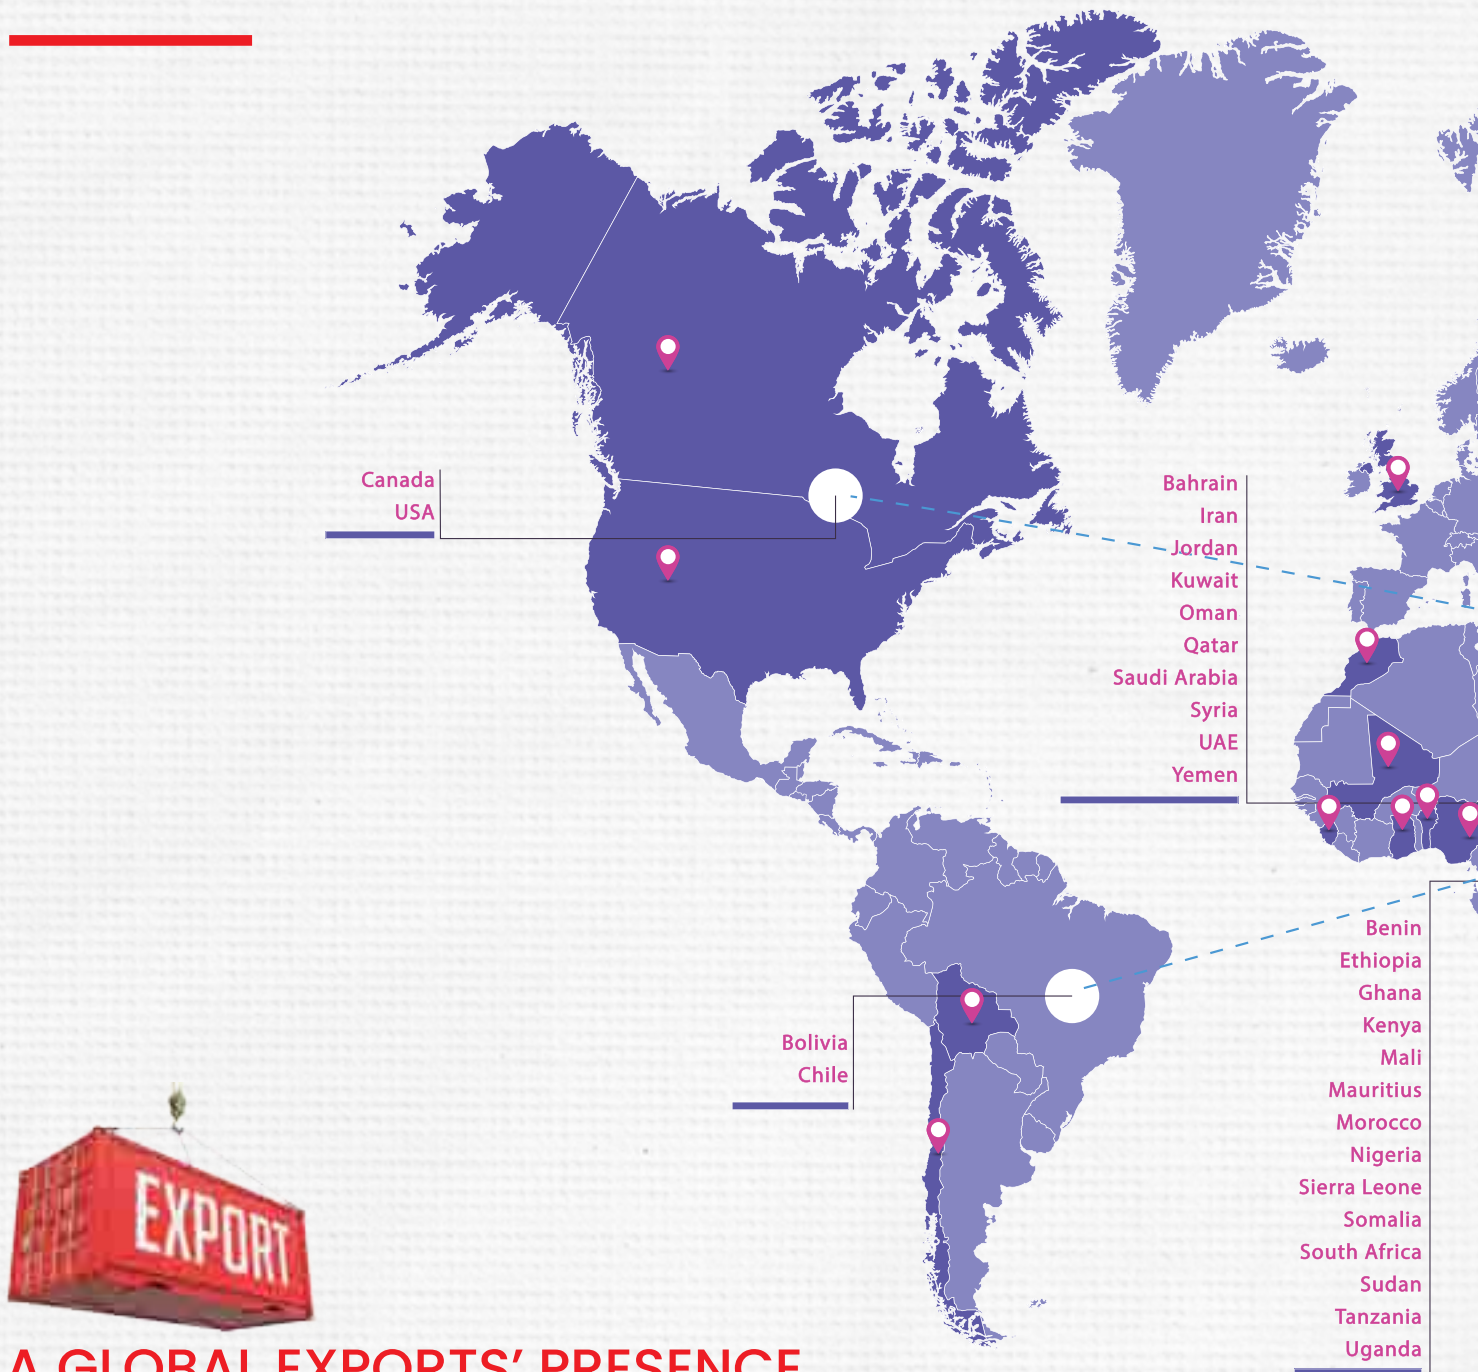 Canada
USA
Bahrain
Iran
Jordan
Kuwait
Oman
Qatar
Saudi Arabia
Syria
UAE
Yemen
Bolivia
Chile
Benin
Ethiopia
Ghana
Kenya
Mali
Mauritius
Morocco
Nigeria
Sierra Leone
Somalia
South Africa
Sudan
Tanzania
Uganda
EXPORT
A GLOBAL EXPORTS’ PRESENCE